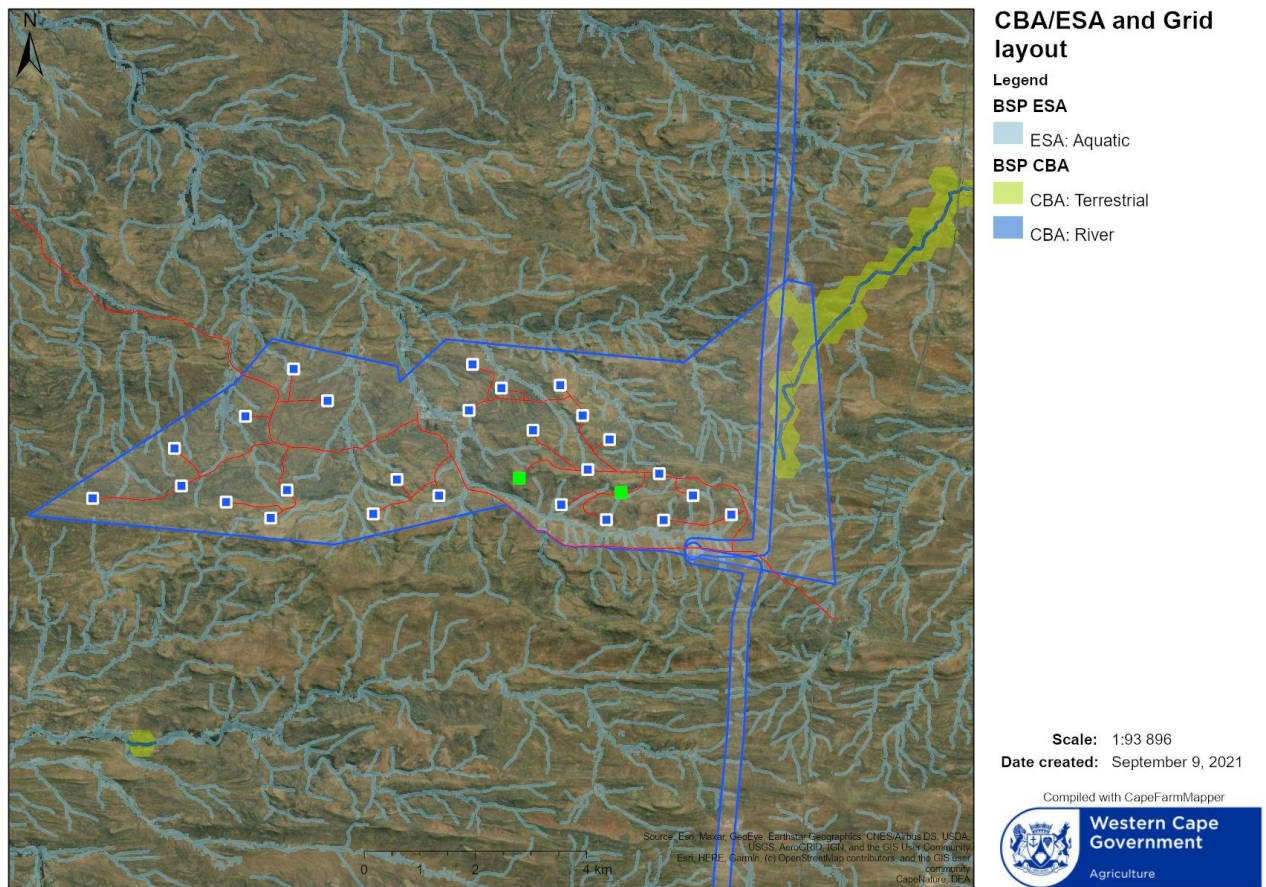 N
CBA/ESA and Grid
layout
Legend
BSP ESA
ESA: Aquatic
BSP CBA
CBA: Terrestrial
CBA: River
Scale: 1:93 896
Date created: September 9, 2021
Compiled with CapeFarmMapper
Western Cape
Government
Agriculture
0 2 4 km
Source: Esri, Maxar, GeoEye, Earthstar Geographics, CNES/Airbus DS, USDA,
USGS, AeroGRID, IGN, and the GIS User Community
Esri, HERE, Garmin, (c) OpenStreetMap contributors, and the GIS user
community
CapeNature, DEA